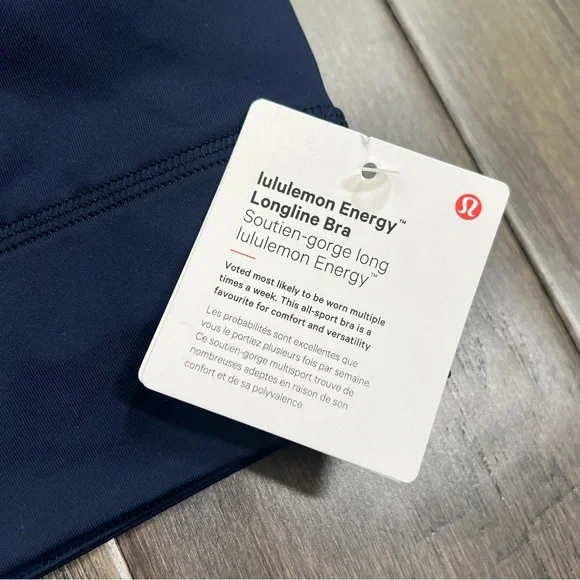 lululemon Energy™
Longline Bra
Soutien-gorge long
lululemon Energy™
Voted most likely to be worn multiple
times a week. This all-sport bra is a
favourite for comfort and versatility
Les probabilités sont excellentes que
vous le portiez plusieurs fois par semaine.
Ce soutien-gorge multisport trouve de
nombreuses adeptes en raison de son
confort et de sa polyvalence